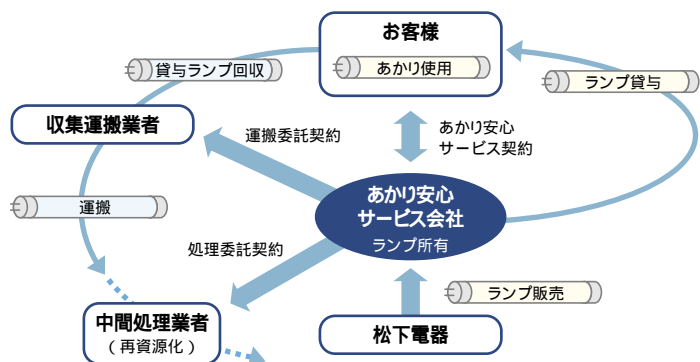 お客様
あかり使用
貸与ランプ回収
ランプ貸与
収集運搬業者
運搬委託契約
あかり安心
サービス契約
運搬
あかり安心
サービス会社
ランプ所有
処理委託契約
ランプ販売
中間処理業者
(再資源化)
松下電器